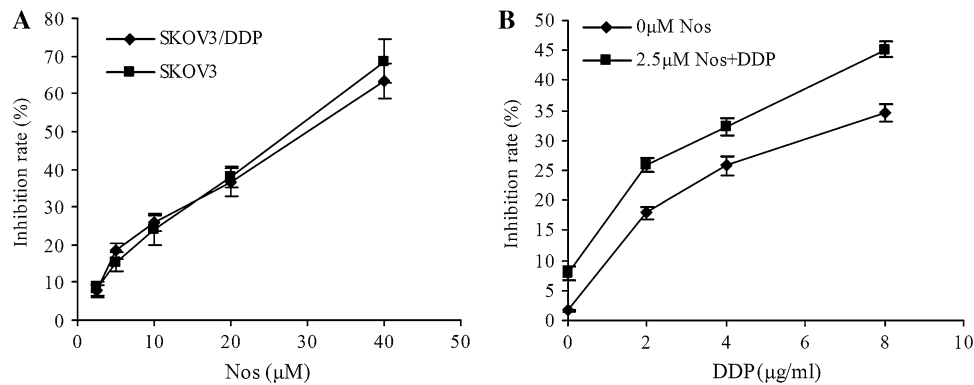 A
SKOV3/DDP
SKOV3
Inhibition rate (%)
80
70
60
50
40
30
20
10
0
0 10 20 30 40 50
Nos (μM)
B
0μM Nos
2.5μM Nos+DDP
Inhibition rate (%)
50
45
40
35
30
25
20
15
10
5
0
0 2 4 6 8 10
DDP(μg/ml)